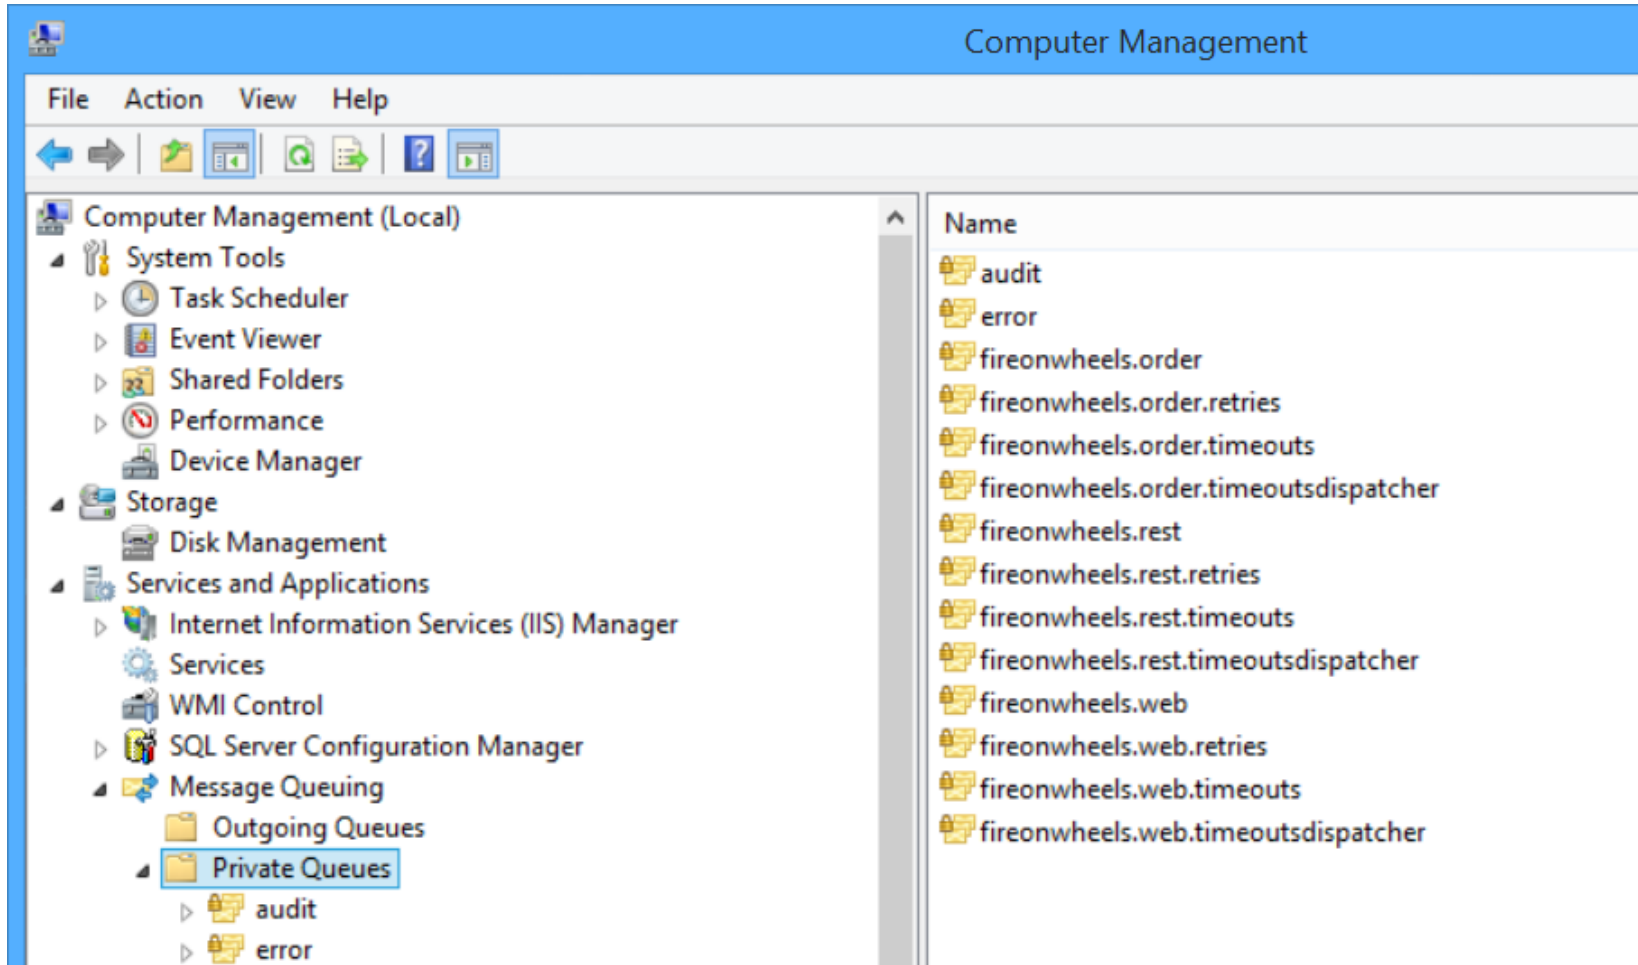 Computer Management
File Action View Help
Computer Management (Local)
System Tools
Task Scheduler
Event Viewer
Shared Folders
Performance
Device Manager
Storage
Disk Management
Services and Applications
Internet Information Services (IIS) Manager
Services
WMI Control
SQL Server Configuration Manager
Message Queuing
Outgoing Queues
Private Queues
audit
error
Name
audit
error
fireonwheels.order
fireonwheels.order.retries
fireonwheels.order.timeouts
fireonwheels.order.timeoutsdispatcher
fireonwheels.rest
fireonwheels.rest.retries
fireonwheels.rest.timeouts
fireonwheels.rest.timeoutsdispatcher
fireonwheels.web
fireonwheels.web.retries
fireonwheels.web.timeouts
fireonwheels.web.timeoutsdispatcher